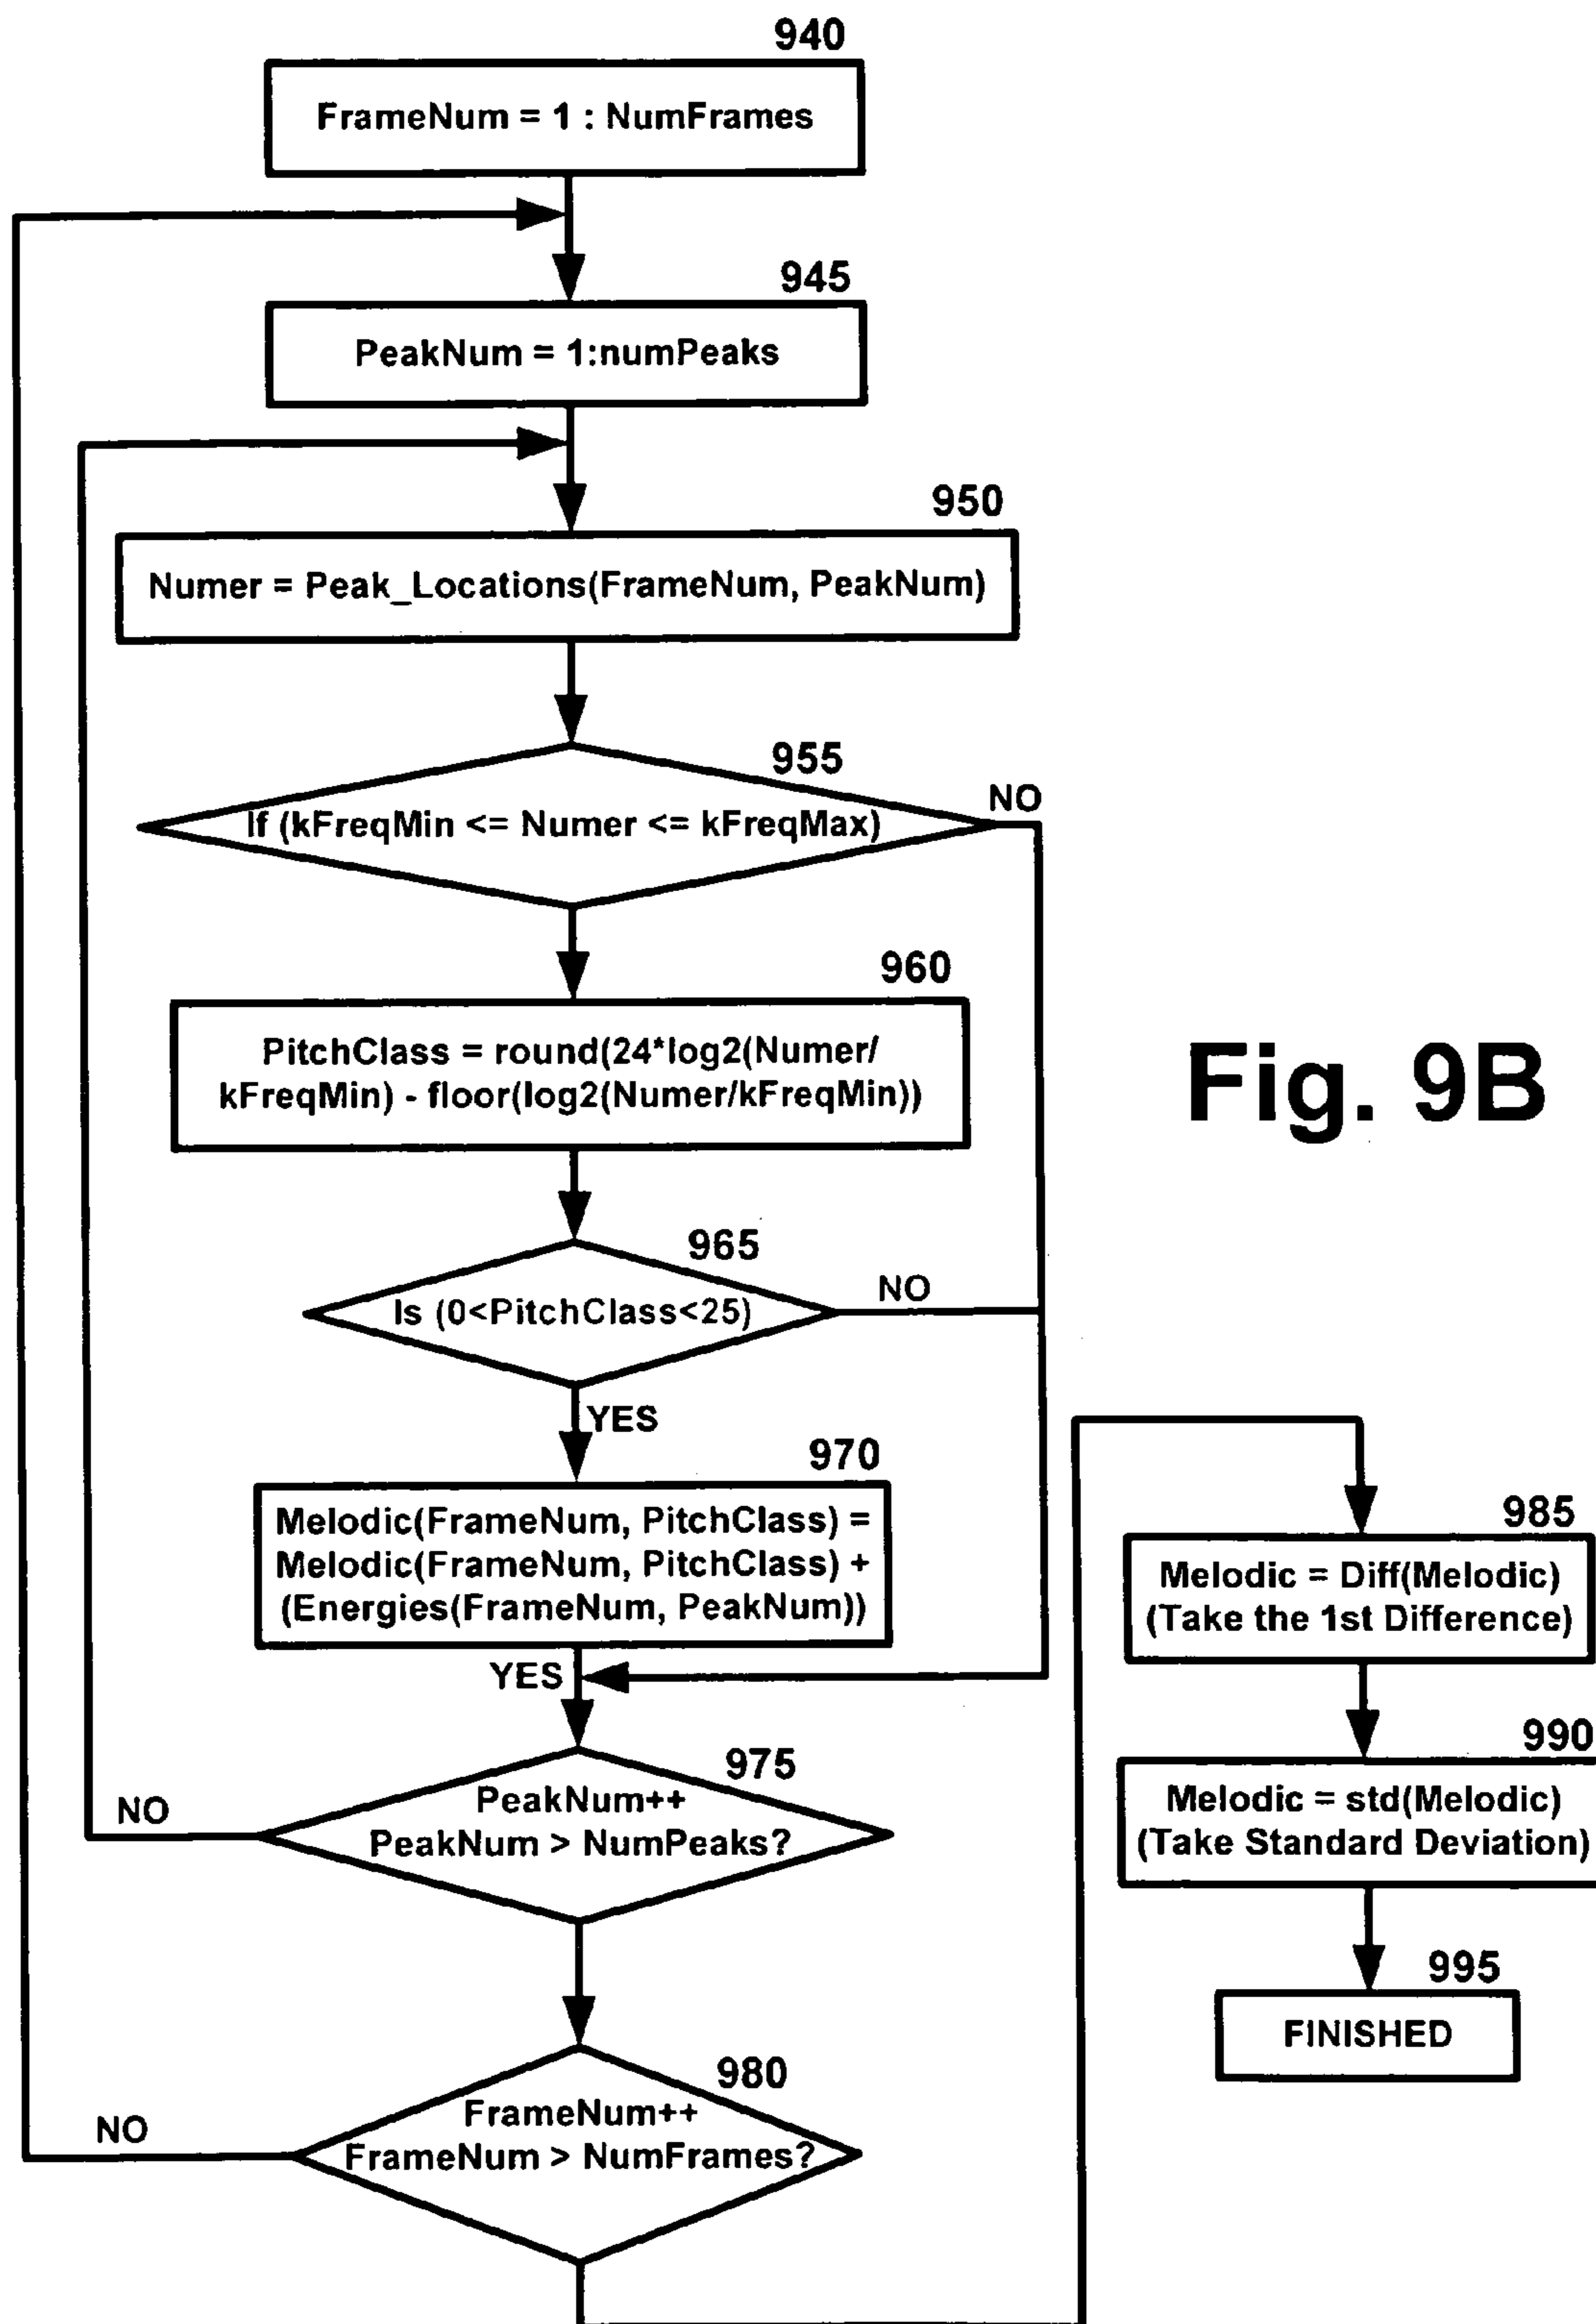 940
FrameNum = 1 : NumFrames
945
PeakNum = 1:numPeaks
950
Numer = Peak_Locations(FrameNum, PeakNum)
955
If (kFreqMin <= Numer <= kFreqMax)
NO
960
PitchClass = round(24*log2(Numer/
kFreqMin) - floor(log2(Numer/kFreqMin))
965
Is (0<PitchClass<25)
NO
YES
970
Melodic(FrameNum, PitchClass) =
Melodic(FrameNum, PitchClass) +
(Energies(FrameNum, PeakNum))
YES
975
PeakNum++
PeakNum > NumPeaks?
NO
980
FrameNum++
FrameNum > NumFrames?
NO
985
Melodic = Diff(Melodic)
(Take the 1st Difference)
990
Melodic = std(Melodic)
(Take Standard Deviation)
995
FINISHED
Fig. 9B